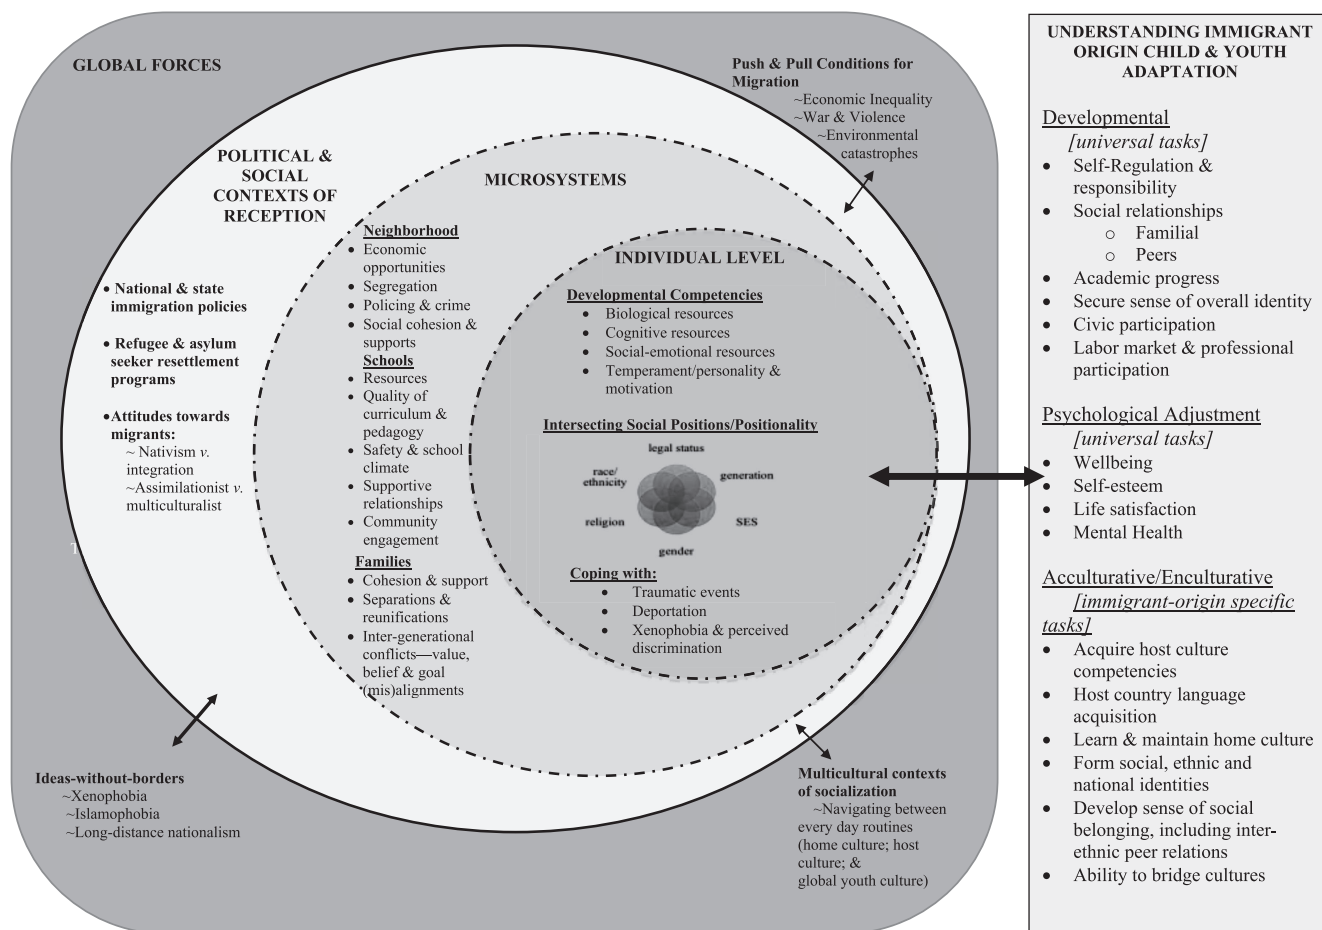 GLOBAL FORCES
Push & Pull Conditions for
Migration
~Economic Inequality
~War & Violence
~Environmental
catastrophes
POLITICAL &
SOCIAL
CONTEXTS OF
RECEPTION
• National & state
immigration policies
• Refugee & asylum
seeker resettlement
programs
• Attitudes towards
migrants:
~ Nativism v.
integration
~Assimilationist v.
multiculturalist
MICROSYSTEMS
Neighborhood
• Economic
opportunities
• Segregation
• Policing & crime
• Social cohesion &
supports
Schools
• Resources
• Quality of
curriculum &
pedagogy
• Safety & school
climate
• Supportive
relationships
• Community
engagement
Families
• Cohesion & support
• Separations &
reunifications
• Inter-generational
conflicts—value,
belief & goal
(mis)alignments
INDIVIDUAL LEVEL
Developmental Competencies
• Biological resources
• Cognitive resources
• Social-emotional resources
• Temperament/personality &
motivation
Intersecting Social Positions/Positionality
legal status
race/
ethnicity
generation
religion
SES
gender
Coping with:
• Traumatic events
• Deportation
• Xenophobia & perceived
discrimination
Ideas-without-borders
~Xenophobia
~Islamophobia
~Long-distance nationalism
Multicultural contexts
of socialization
~Navigating between
every day routines
(home culture; host
culture; &
global youth culture)
UNDERSTANDING IMMIGRANT
ORIGIN CHILD & YOUTH
ADAPTATION
Developmental
[universal tasks]
• Self-Regulation &
responsibility
• Social relationships
o Familial
o Peers
• Academic progress
• Secure sense of overall identity
• Civic participation
• Labor market & professional
participation
Psychological Adjustment
[universal tasks]
• Wellbeing
• Self-esteem
• Life satisfaction
• Mental Health
Acculturative/Enculturative
[immigrant-origin specific
tasks]
• Acquire host culture
competencies
• Host country language
acquisition
• Learn & maintain home culture
• Form social, ethnic and
national identities
• Develop sense of social
belonging, including inter-
ethnic peer relations
• Ability to bridge cultures